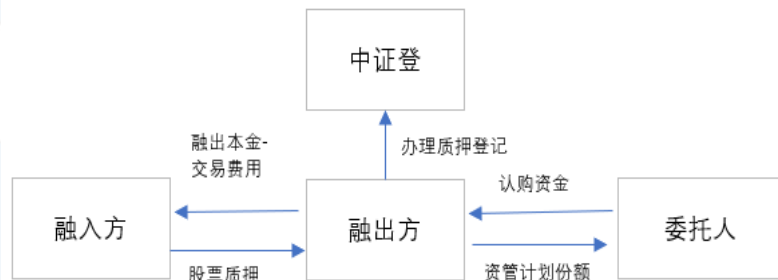 中证登
融出本金-
交易费用
办理质押登记
认购资金
融入方
融出方
委托人
股票质押
资管计划份额